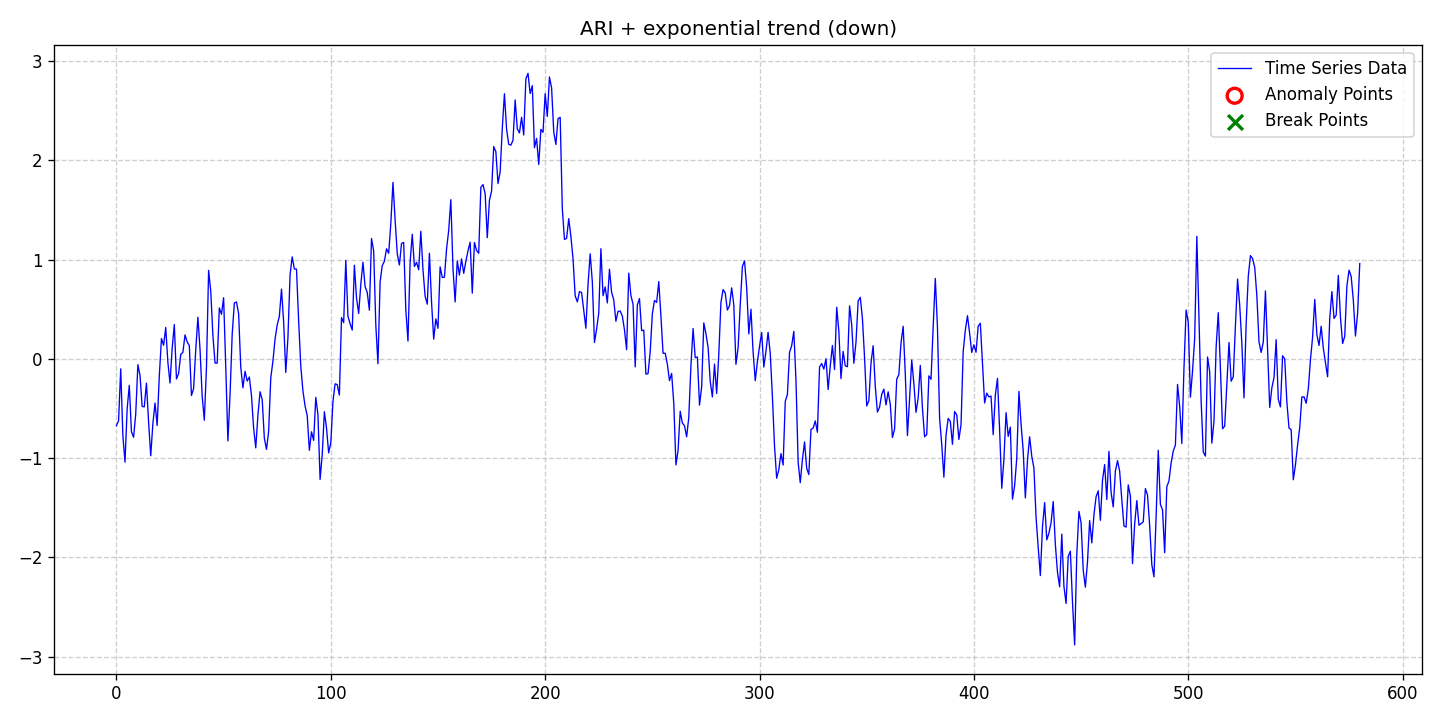 ARI + exponential trend (down)
Time Series Data
Anomaly Points
Break Points
3
2
1
0
−1
−2
−3
0 100 200 300 400 500 600